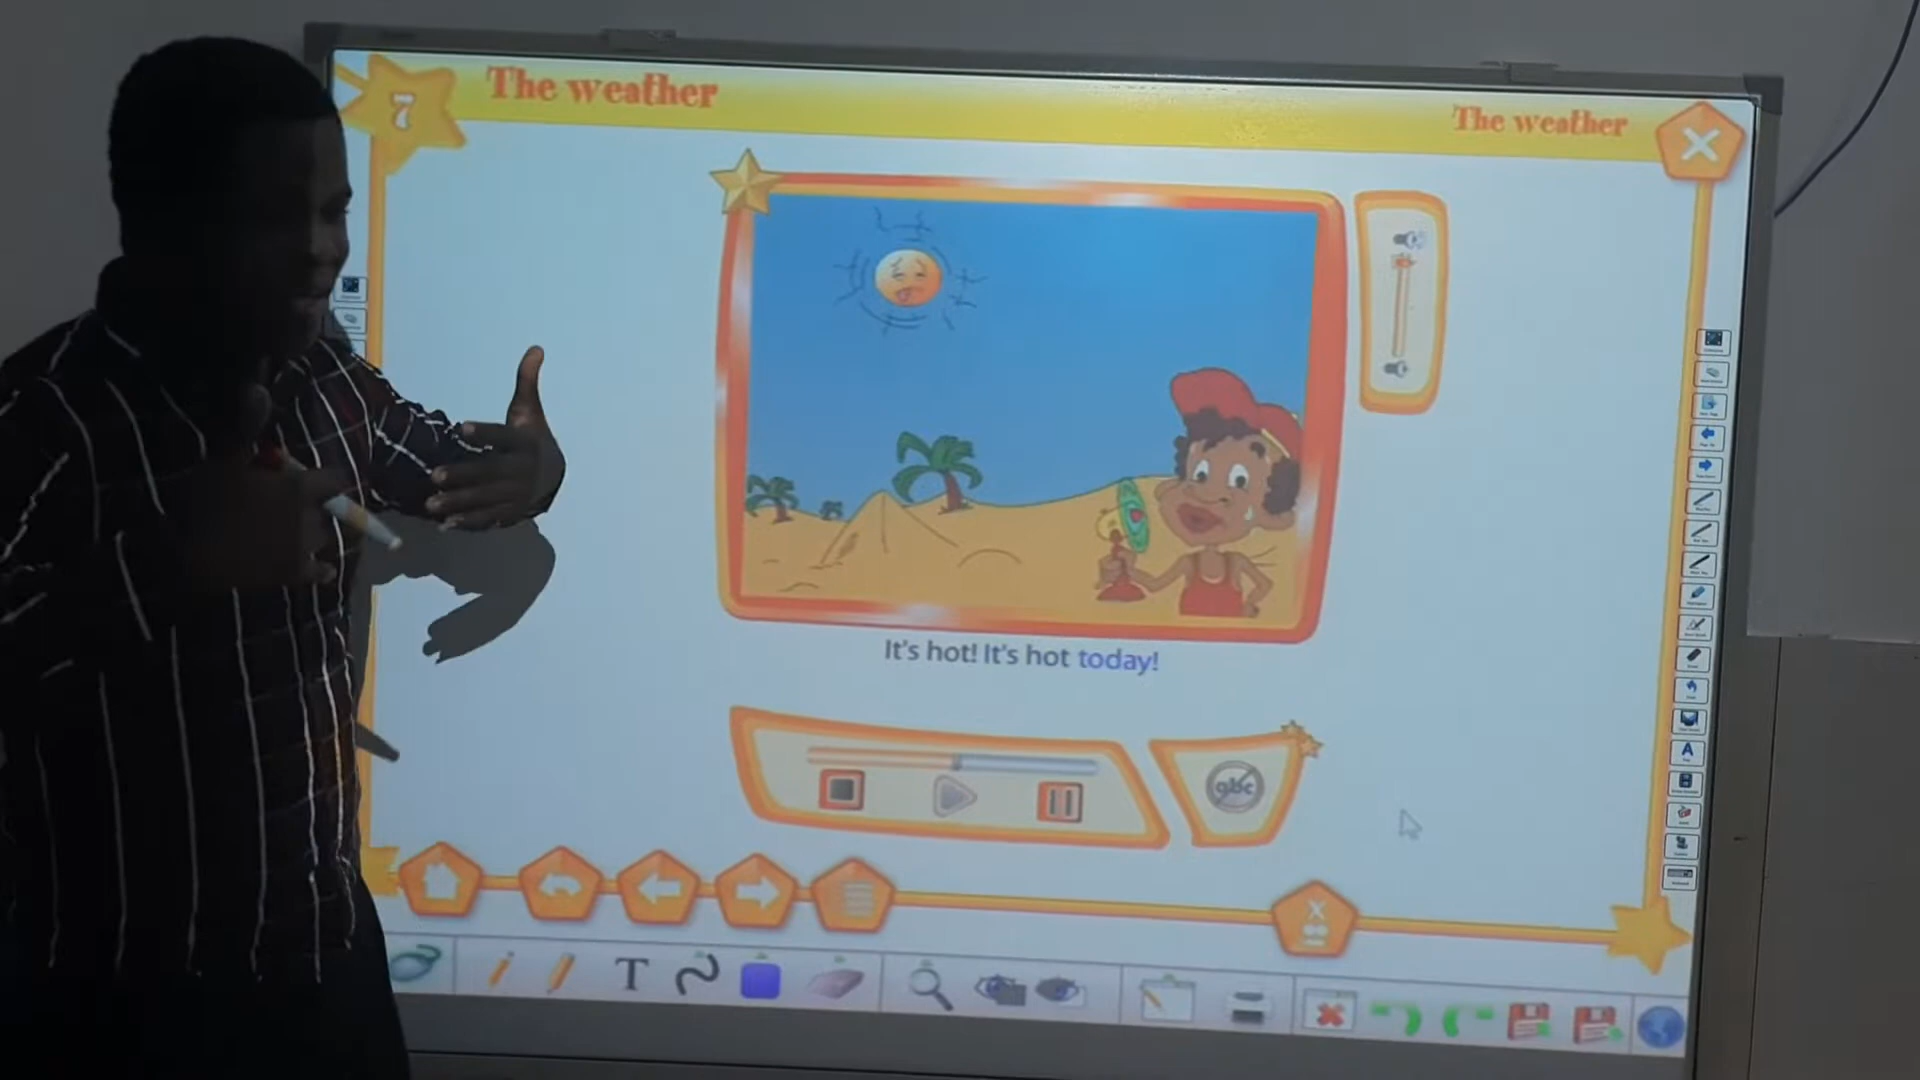 7
The weather
The weather
It's hot! It's hot today!
abc
T
A